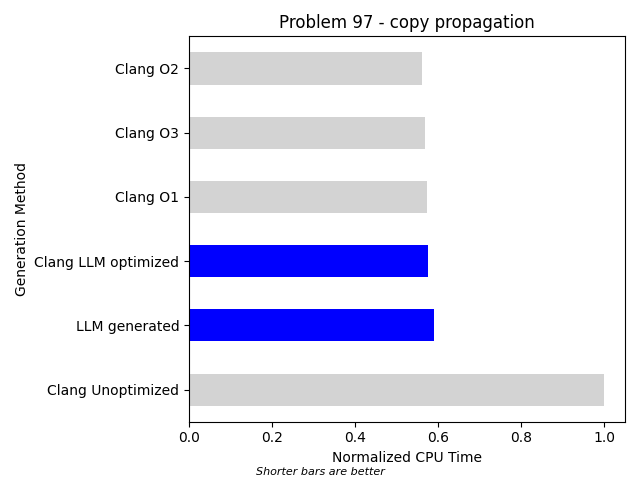 Problem 97 - copy propagation
Generation Method
Clang O2
Clang O3
Clang O1
Clang LLM optimized
LLM generated
Clang Unoptimized
0.0 0.2 0.4 0.6 0.8 1.0
Normalized CPU Time
Shorter bars are better